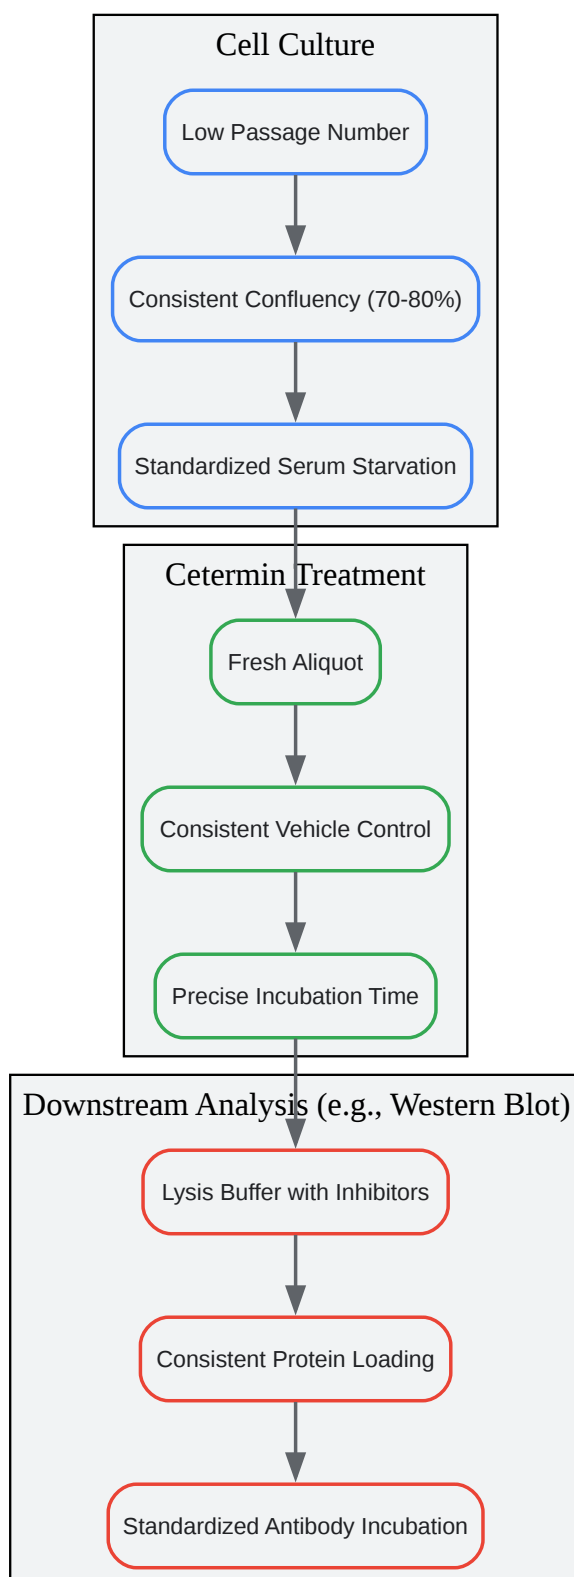 Cell Culture
Low Passage Number
Consistent Confluency (70-80%)
Standardized Serum Starvation
Cetermin Treatment
Fresh Aliquot
Consistent Vehicle Control
Precise Incubation Time
Downstream Analysis (e.g., Western Blot)
Lysis Buffer with Inhibitors
Consistent Protein Loading
Standardized Antibody Incubation